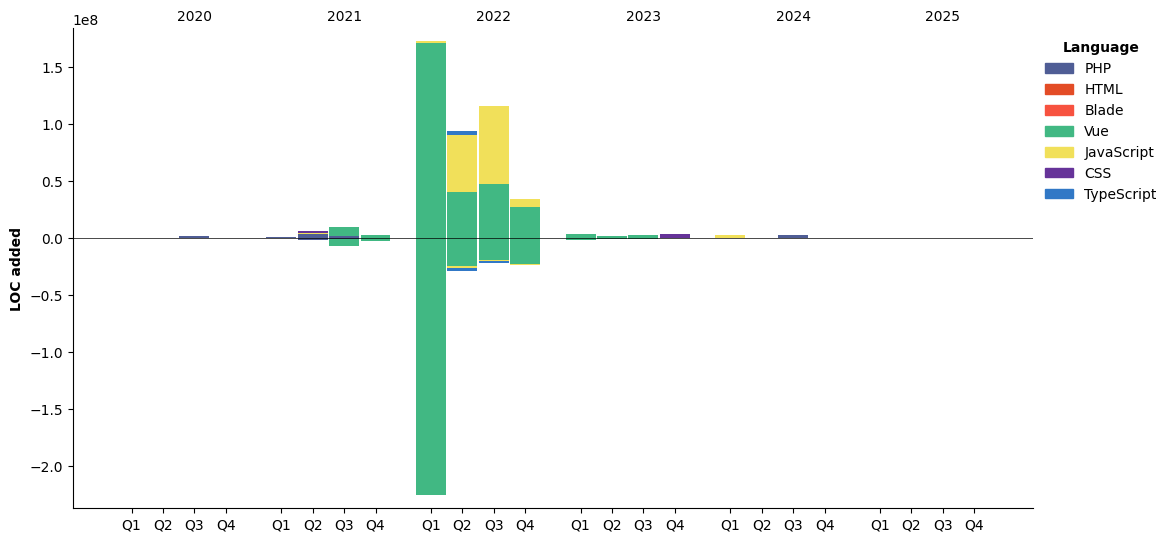 2020 2021 2022 2023 2024 2025
1e8
Language
PHP
HTML
Blade
Vue
JavaScript
CSS
TypeScript
1.5
1.0
0.5
0.0
−0.5
−1.0
−1.5
−2.0
LOC added
Q1 Q2 Q3 Q4 Q1 Q2 Q3 Q4 Q1 Q2 Q3 Q4 Q1 Q2 Q3 Q4 Q1 Q2 Q3 Q4 Q1 Q2 Q3 Q4